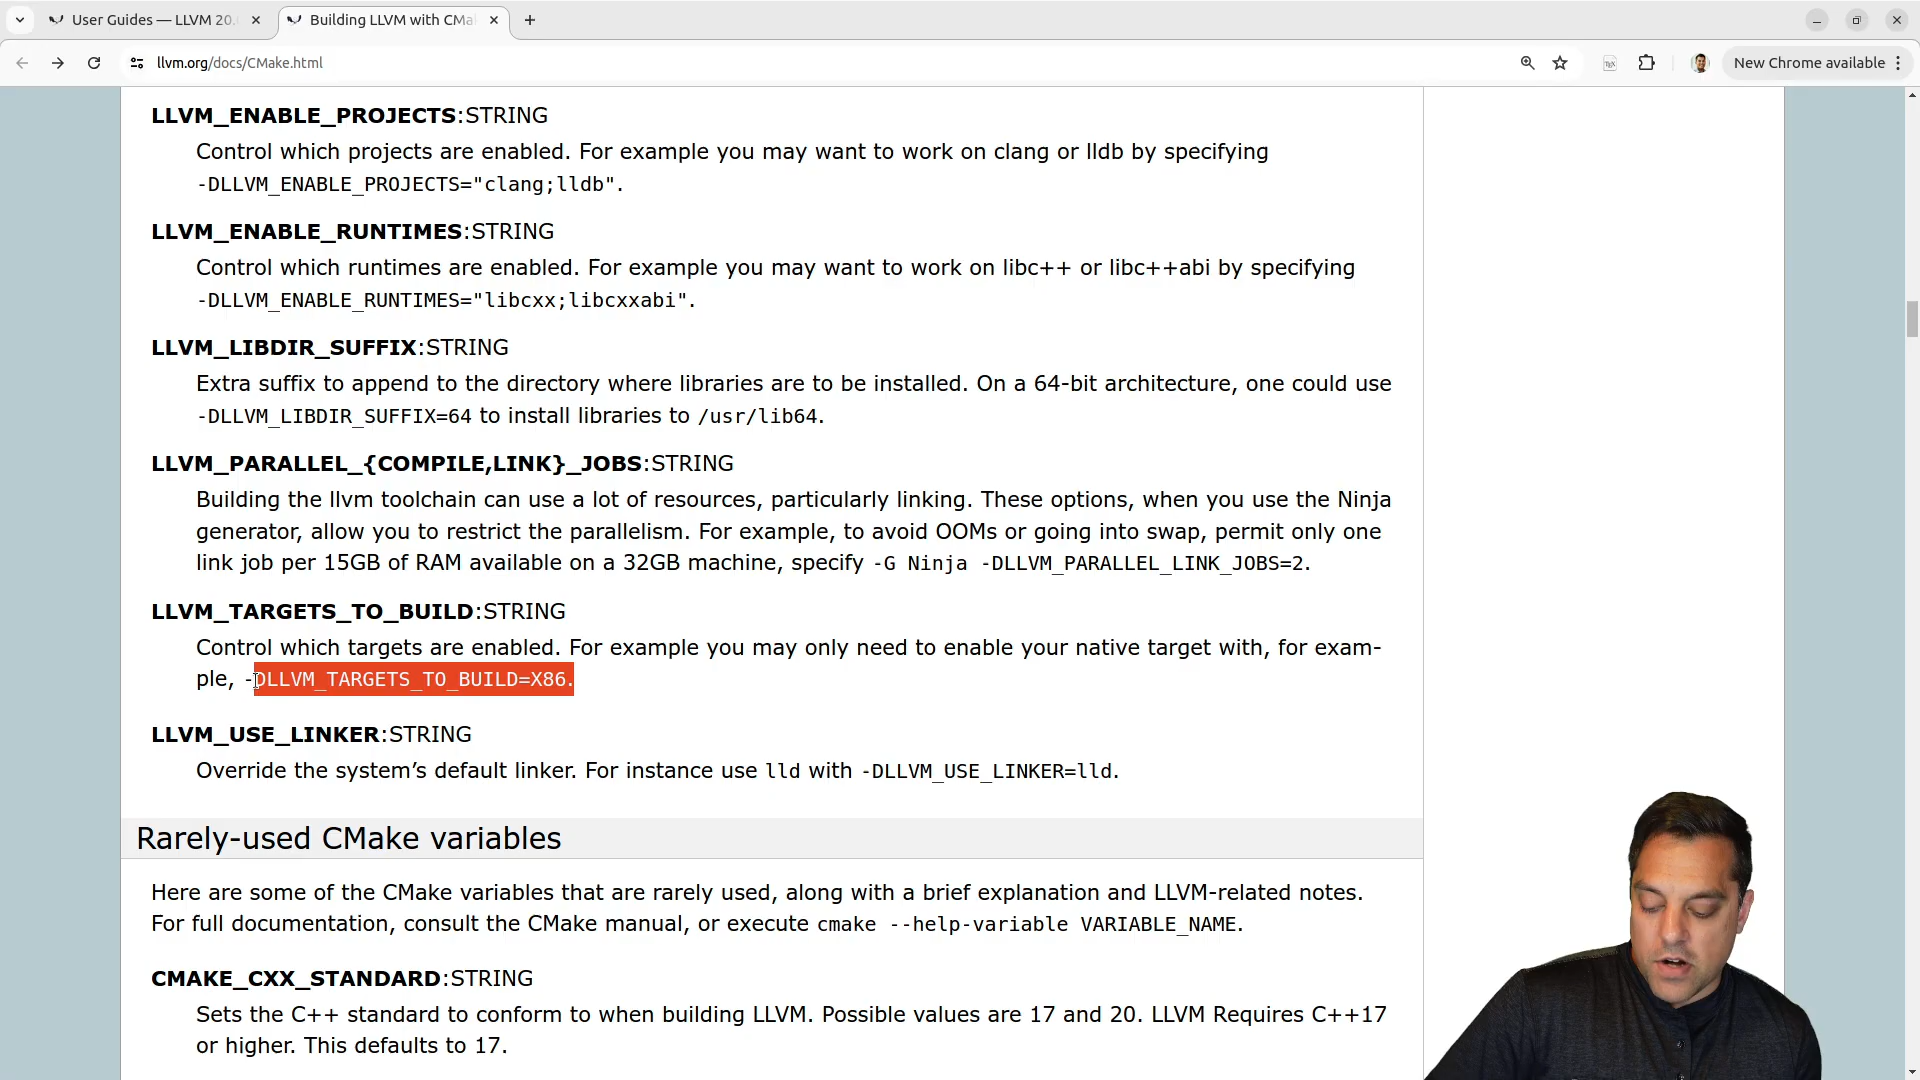 User Guides — LLVM 20.
Building LLVM with CMa
llvm.org/docs/CMake.html
New Chrome available
LLVM_ENABLE_PROJECTS:STRING
Control which projects are enabled. For example you may want to work on clang or lldb by specifying
-DLLVM_ENABLE_PROJECTS="clang;lldb".
LLVM_ENABLE_RUNTIMES:STRING
Control which runtimes are enabled. For example you may want to work on libc++ or libc++abi by specifying
-DLLVM_ENABLE_RUNTIMES="libcxx;libcxxabi".
LLVM_LIBDIR_SUFFIX:STRING
Extra suffix to append to the directory where libraries are to be installed. On a 64-bit architecture, one could use
-DLLVM_LIBDIR_SUFFIX=64 to install libraries to /usr/lib64.
LLVM_PARALLEL_{COMPILE,LINK}_JOBS:STRING
Building the llvm toolchain can use a lot of resources, particularly linking. These options, when you use the Ninja
generator, allow you to restrict the parallelism. For example, to avoid OOMs or going into swap, permit only one
link job per 15GB of RAM available on a 32GB machine, specify -G Ninja -DLLVM_PARALLEL_LINK_JOBS=2.
LLVM_TARGETS_TO_BUILD:STRING
Control which targets are enabled. For example you may only need to enable your native target with, for exam-
ple, -DLLVM_TARGETS_TO_BUILD=X86.
LLVM_USE_LINKER:STRING
Override the system’s default linker. For instance use lld with -DLLVM_USE_LINKER=lld.
Rarely-used CMake variables
Here are some of the CMake variables that are rarely used, along with a brief explanation and LLVM-related notes.
For full documentation, consult the CMake manual, or execute cmake --help-variable VARIABLE_NAME.
CMAKE_CXX_STANDARD:STRING
Sets the C++ standard to conform to when building LLVM. Possible values are 17 and 20. LLVM Requires C++17
or higher. This defaults to 17.